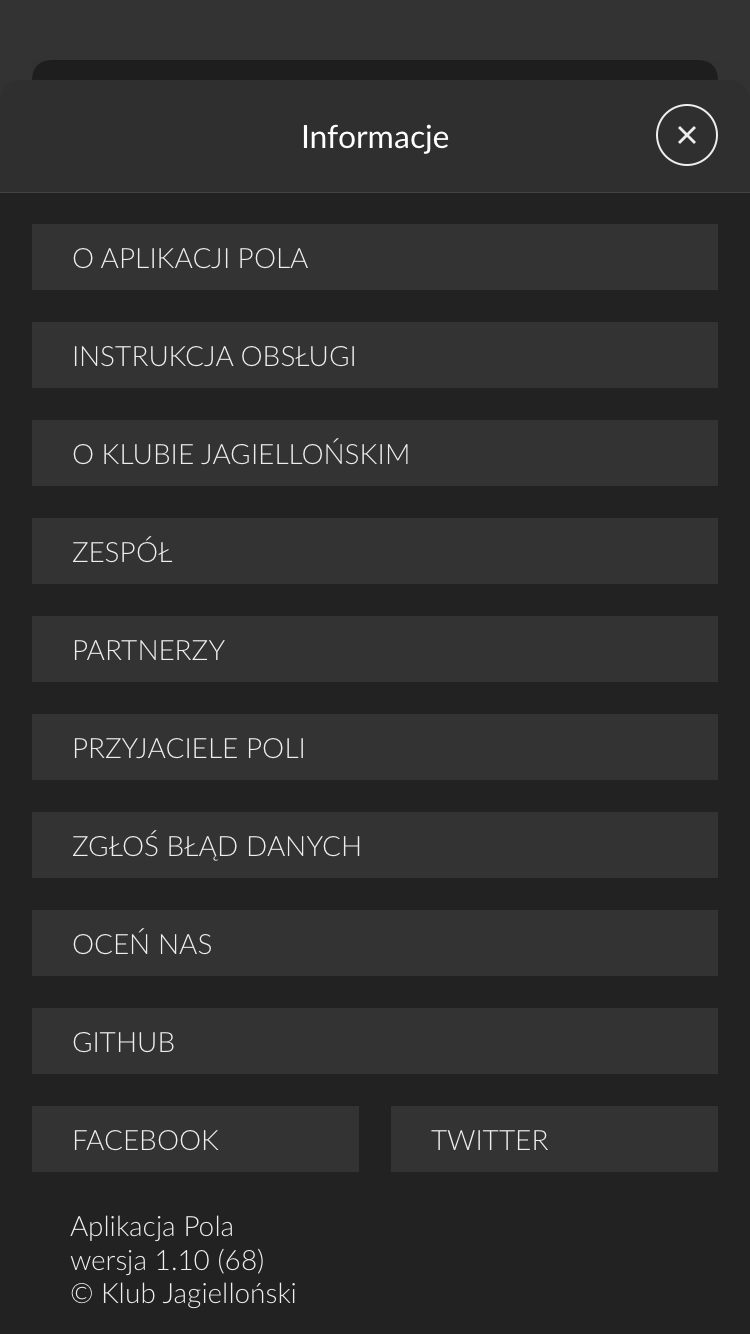 Informacje
O APLIKACJI POLA
INSTRUKCJA OBSŁUGI
O KLUBIE JAGIELLOŃSKIM
ZESPÓŁ
PARTNERZY
PRZYJACIELE POLI
ZGŁOŚ BŁĄD DANYCH
OCEŃ NAS
GITHUB
FACEBOOK
TWITTER
Aplikacja Pola
wersja 1.10 (68)
© Klub Jagielloński